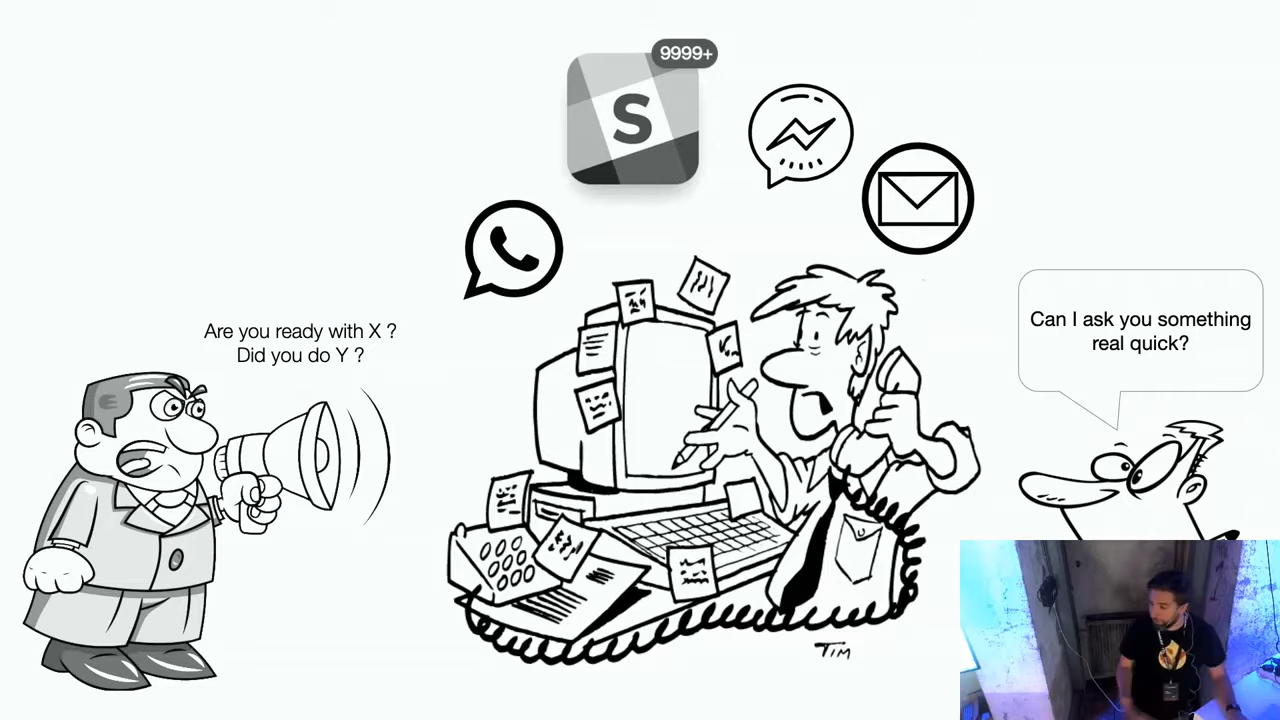 9999+
S
Are you ready with X ?
Did you do Y ?
Can I ask you something
real quick?
TIM